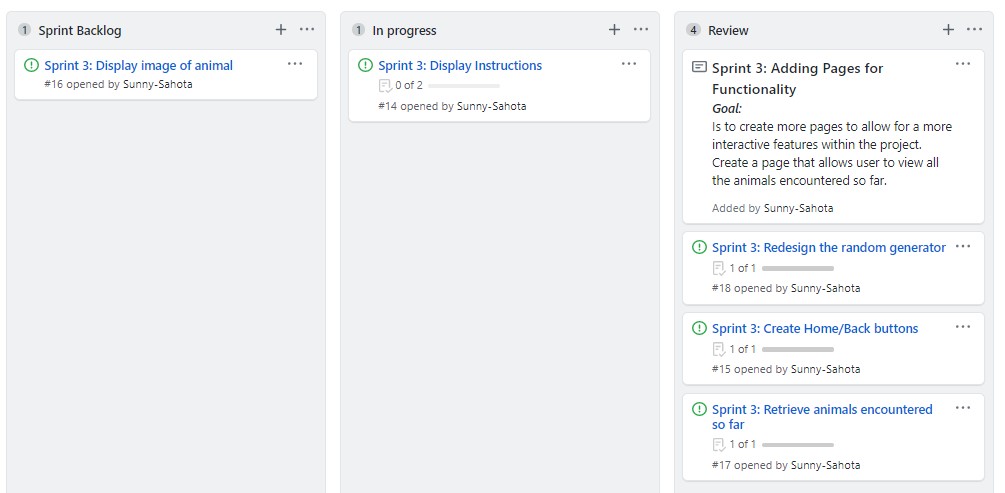 1 Sprint Backlog
Sprint 3: Display image of animal
#16 opened by Sunny-Sahota
1 In progress
Sprint 3: Display Instructions
0 of 2
#14 opened by Sunny-Sahota
4 Review
Sprint 3: Adding Pages for
Functionality
Goal:
Is to create more pages to allow for a more
interactive features within the project.
Create a page that allows user to view all
the animals encountered so far.
Added by Sunny-Sahota
Sprint 3: Redesign the random generator
1 of 1
#18 opened by Sunny-Sahota
Sprint 3: Create Home/Back buttons
1 of 1
#15 opened by Sunny-Sahota
Sprint 3: Retrieve animals encountered
so far
1 of 1
#17 opened by Sunny-Sahota